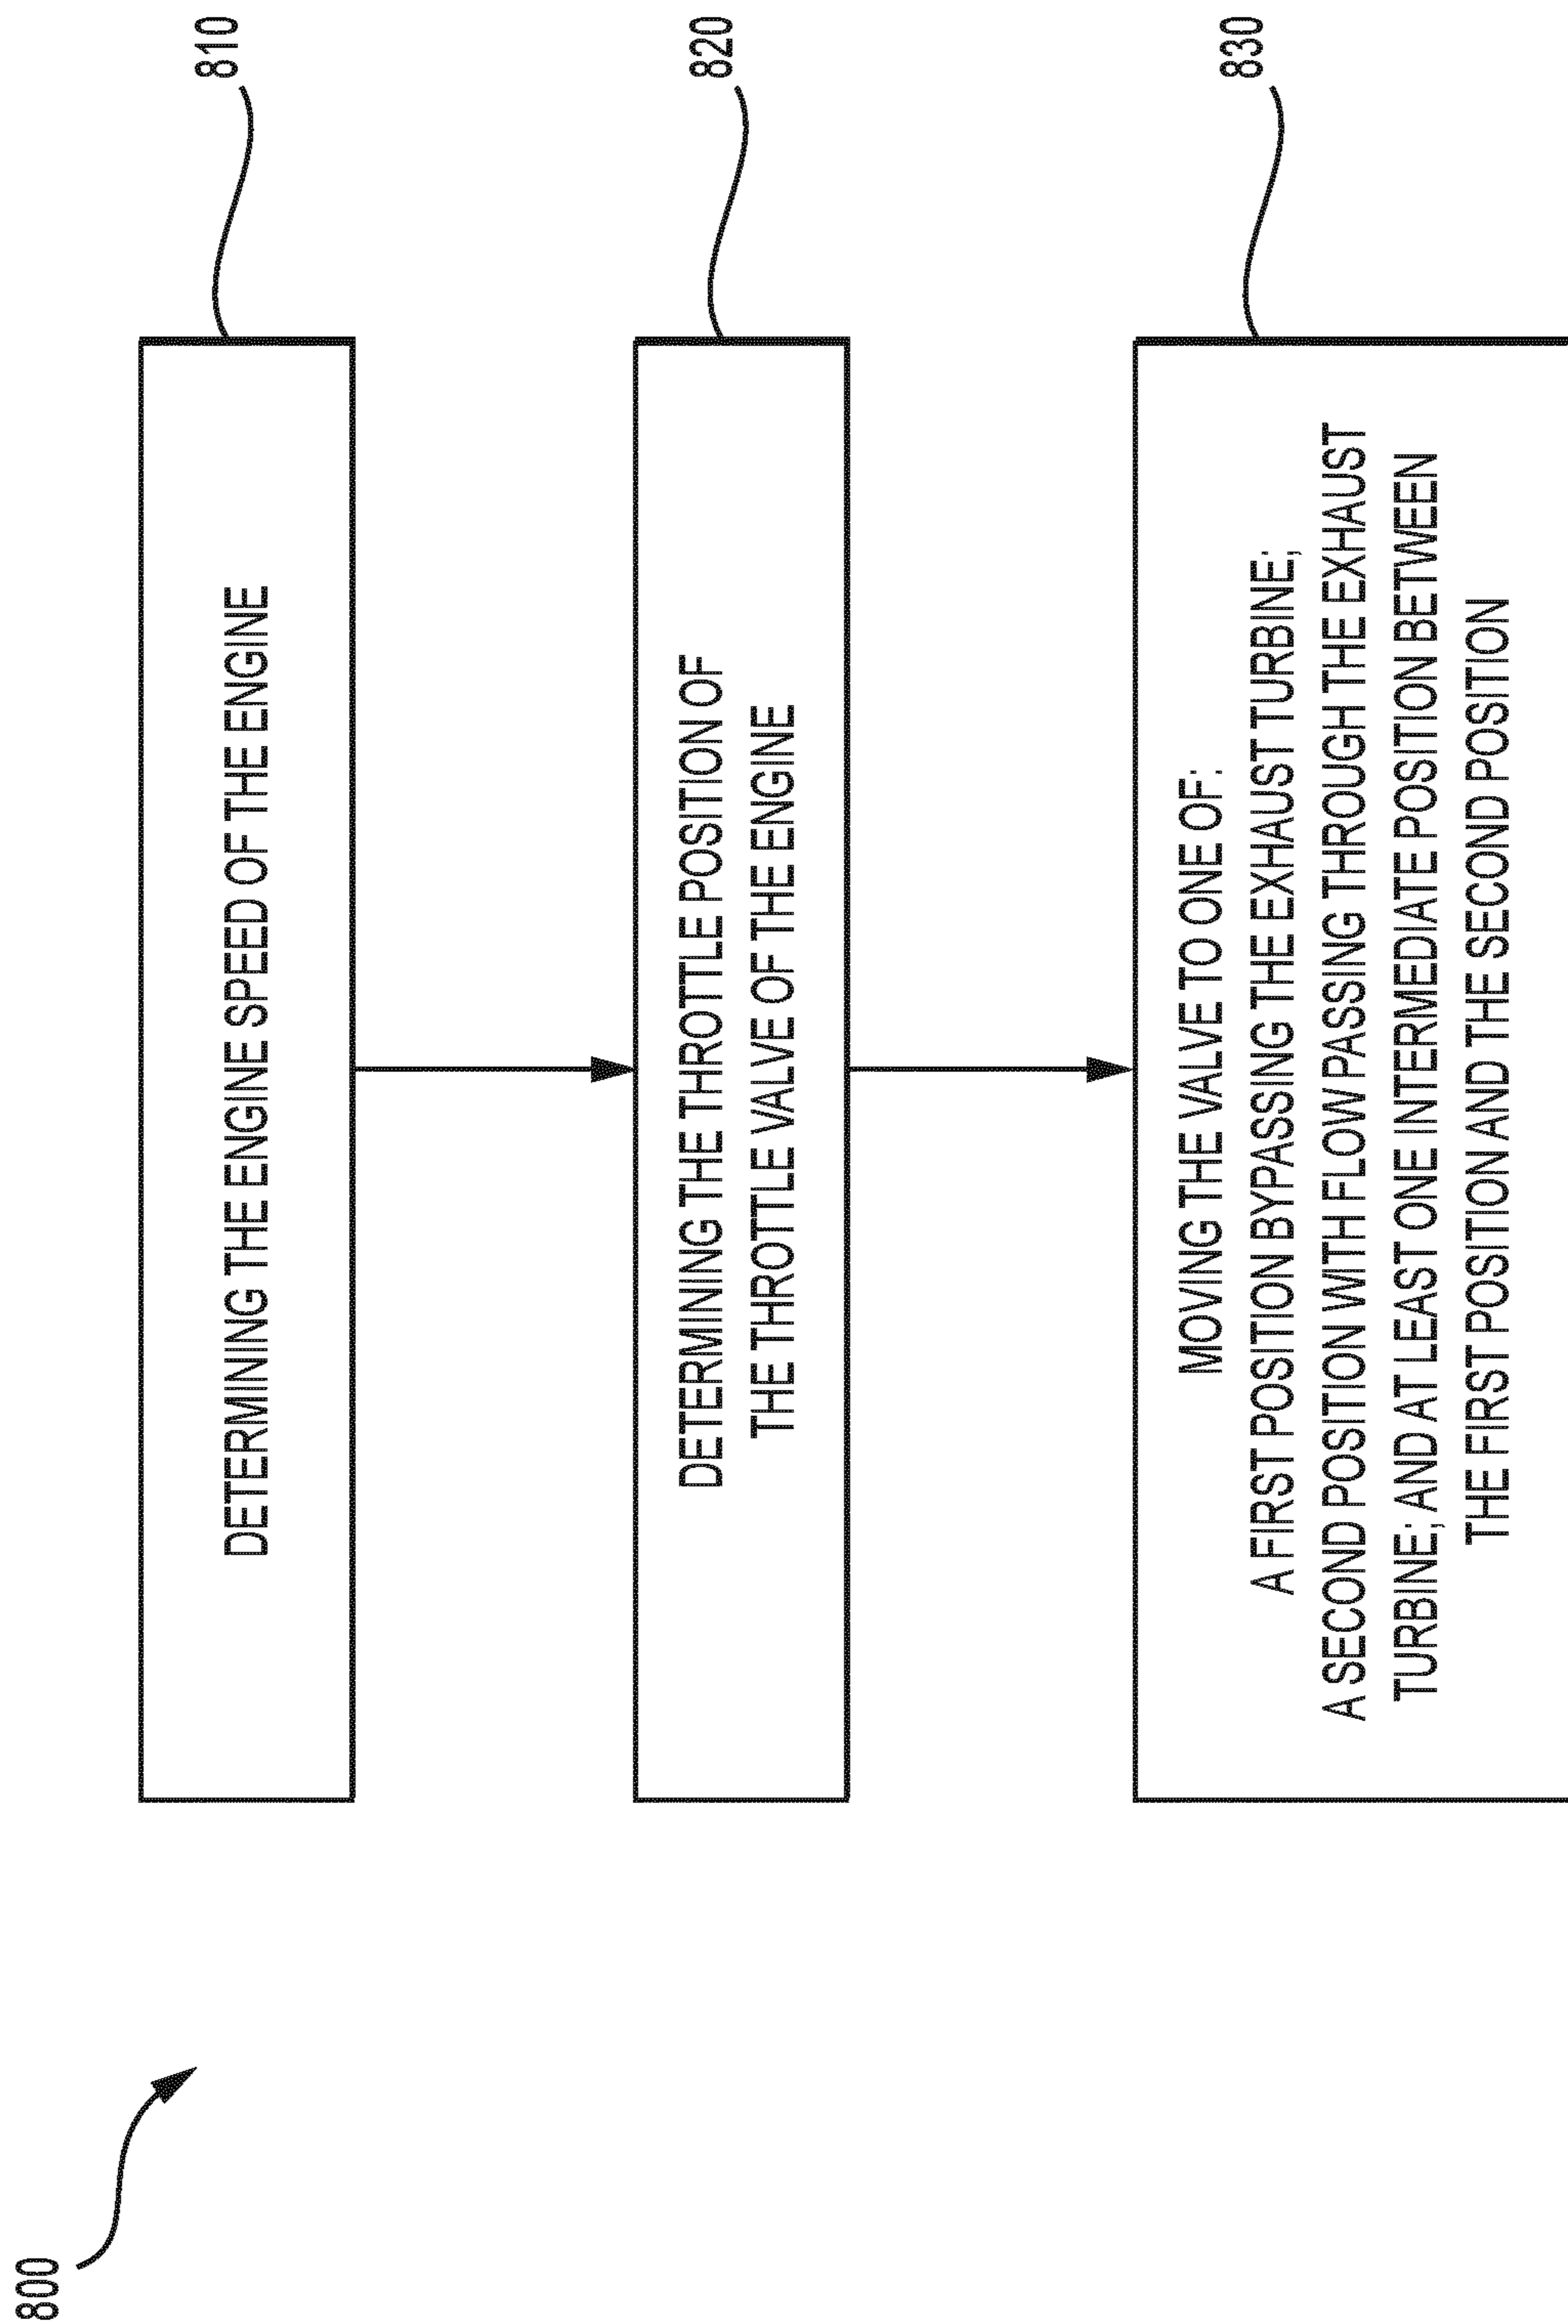 800
810
DETERMINING THE ENGINE SPEED OF THE ENGINE
820
DETERMINING THE THROTTLE POSITION OF
THE THROTTLE VALVE OF THE ENGINE
830
MOVING THE VALVE TO ONE OF:
A FIRST POSITION BYPASSING THE EXHAUST TURBINE;
A SECOND POSITION WITH FLOW PASSING THROUGH THE EXHAUST
TURBINE; AND AT LEAST ONE INTERMEDIATE POSITION BETWEEN
THE FIRST POSITION AND THE SECOND POSITION